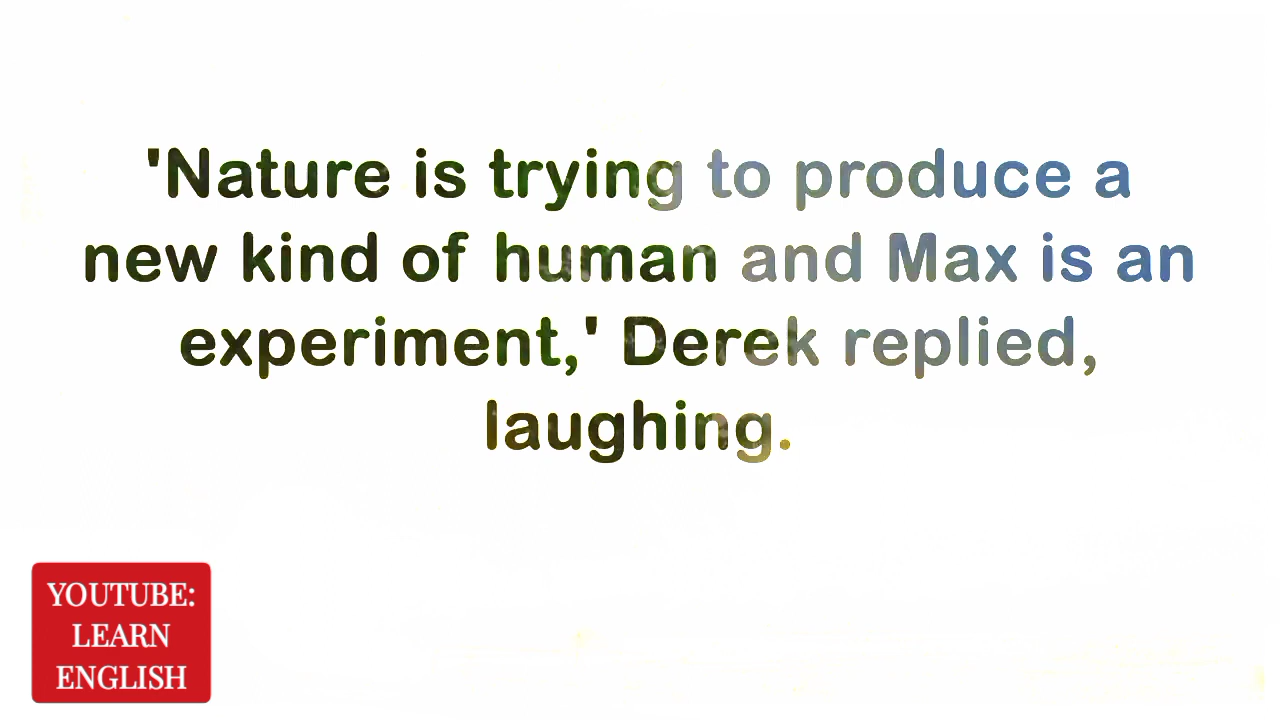 'Nature is trying to produce a
new kind of human and Max is an
experiment,' Derek replied,
laughing.
YOUTUBE:
LEARN
ENGLISH